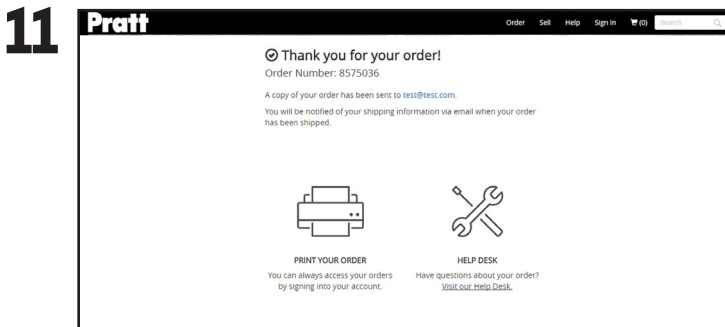 11
Pratt
Order Sell Help Sign In (0) Search
Thank you for your order!
Order Number: 8575036
A copy of your order has been sent to test@test.com.
You will be notified of your shipping information via email when your order
has been shipped.
PRINT YOUR ORDER
You can always access your orders
by signing into your account.
HELP DESK
Have questions about your order?
Visit our Help Desk.